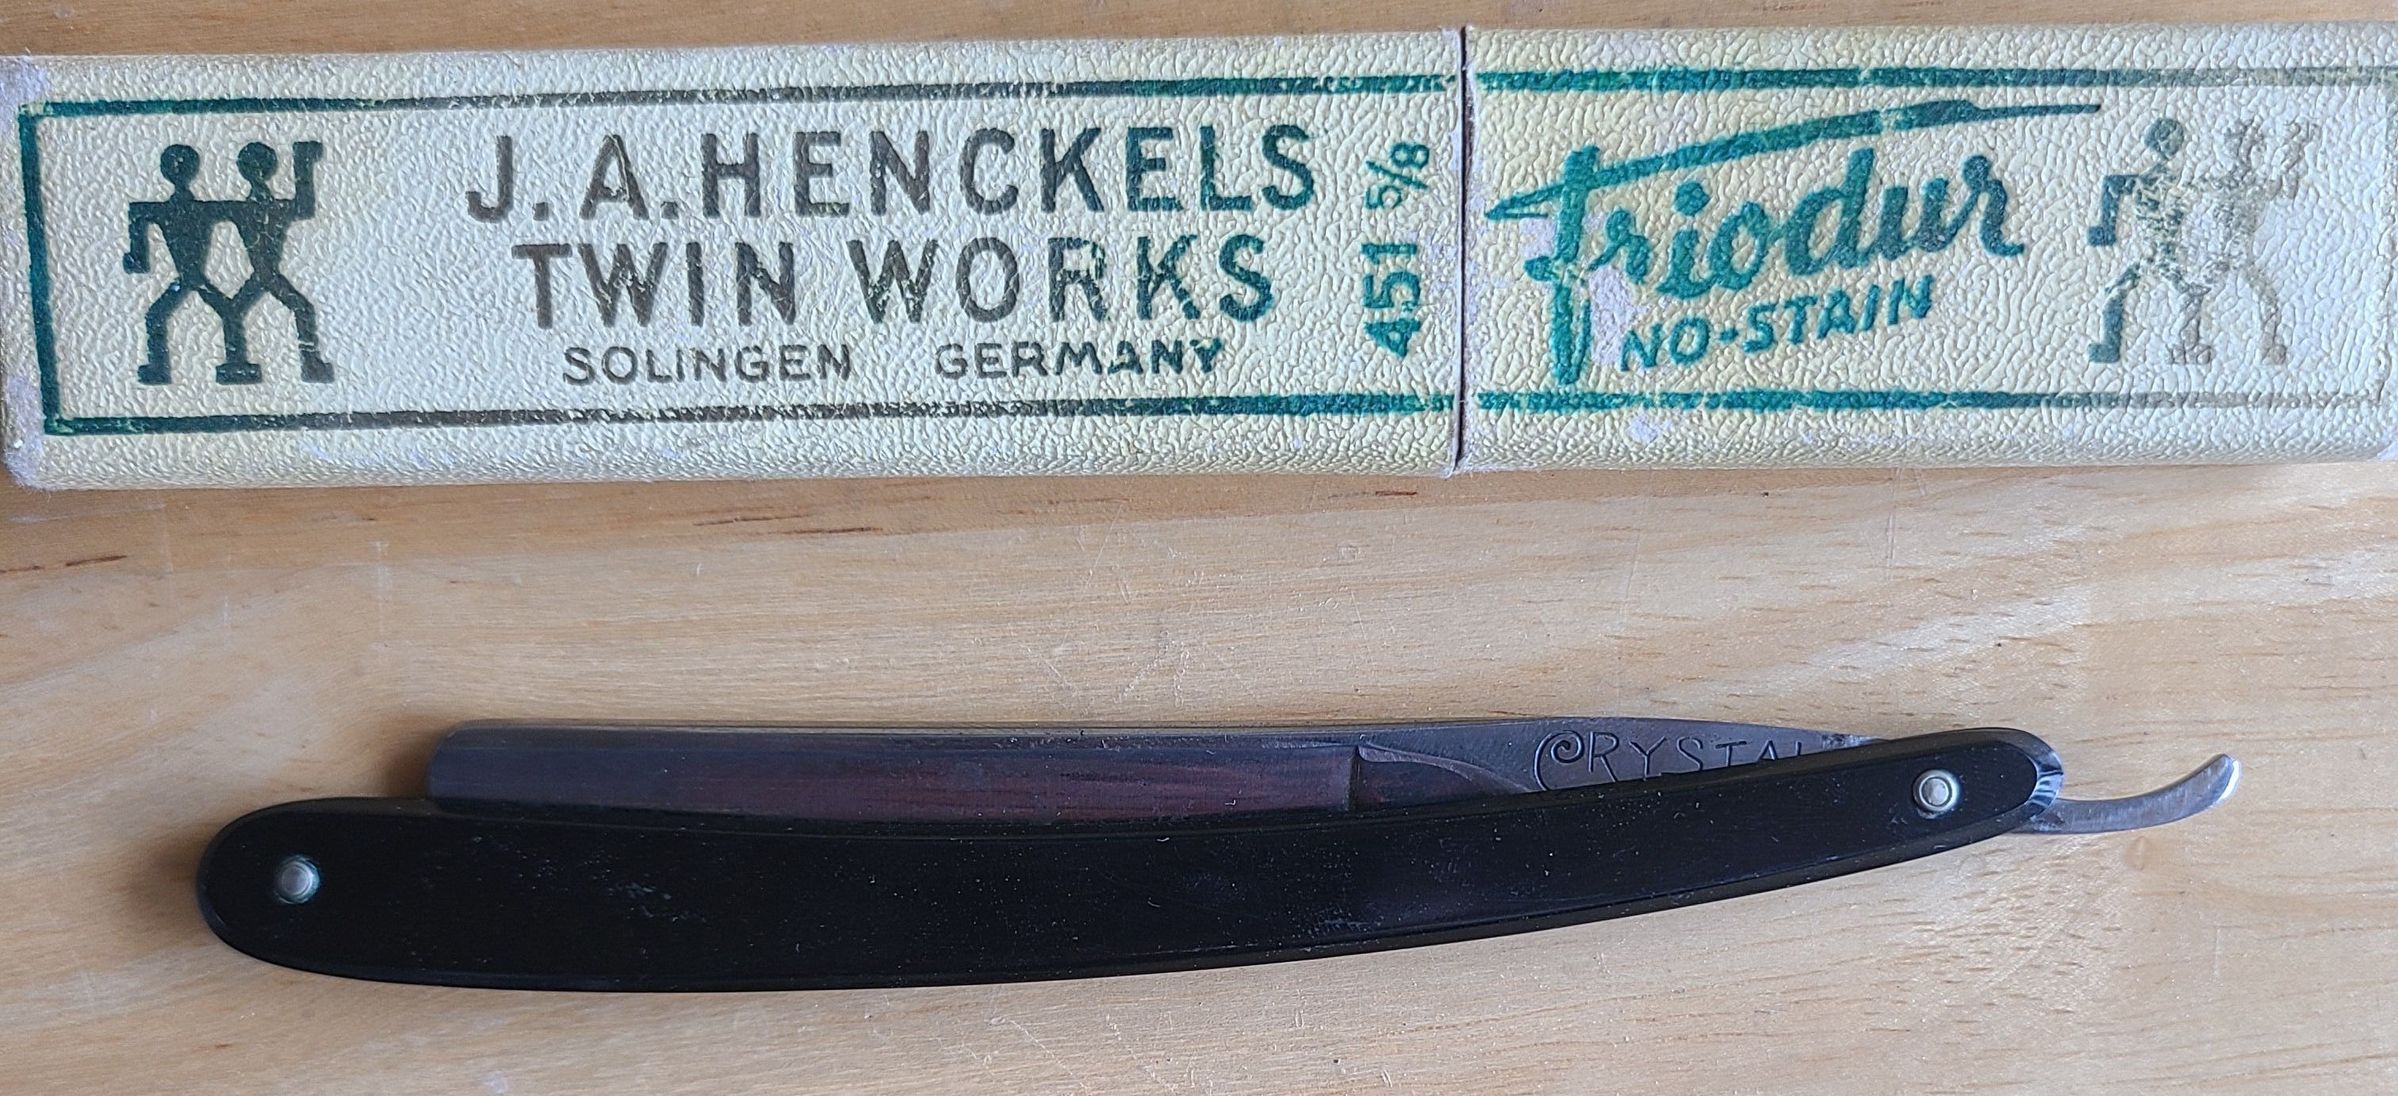 J. A. HENCKELS
TWIN WORKS
SOLINGEN GERMANY
451 5/8
Friodur
NO-STAIN
CRYSTAL